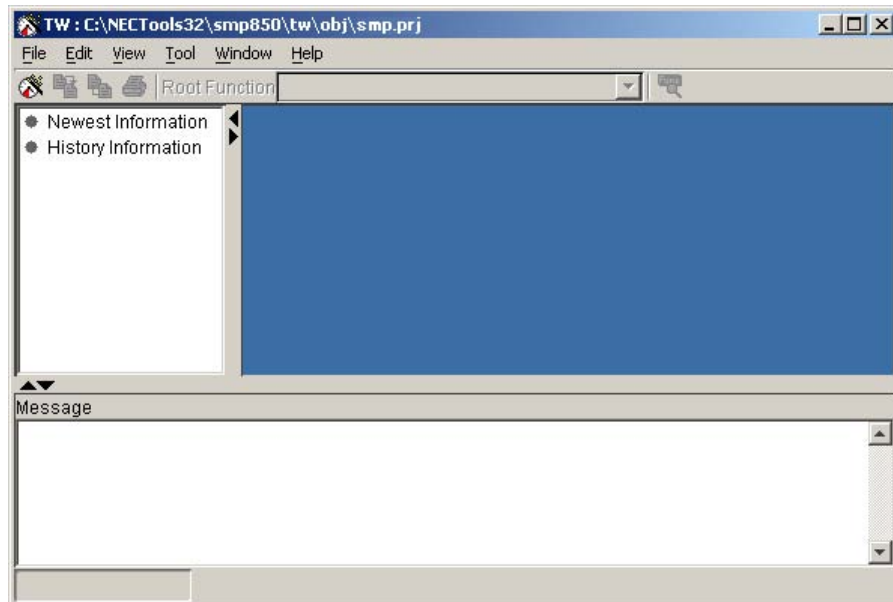 TW : C:\NECTools32\smp850\tw\obj\smp.prj
File Edit View Tool Window Help
Root Function
Newest Information
History Information
Message